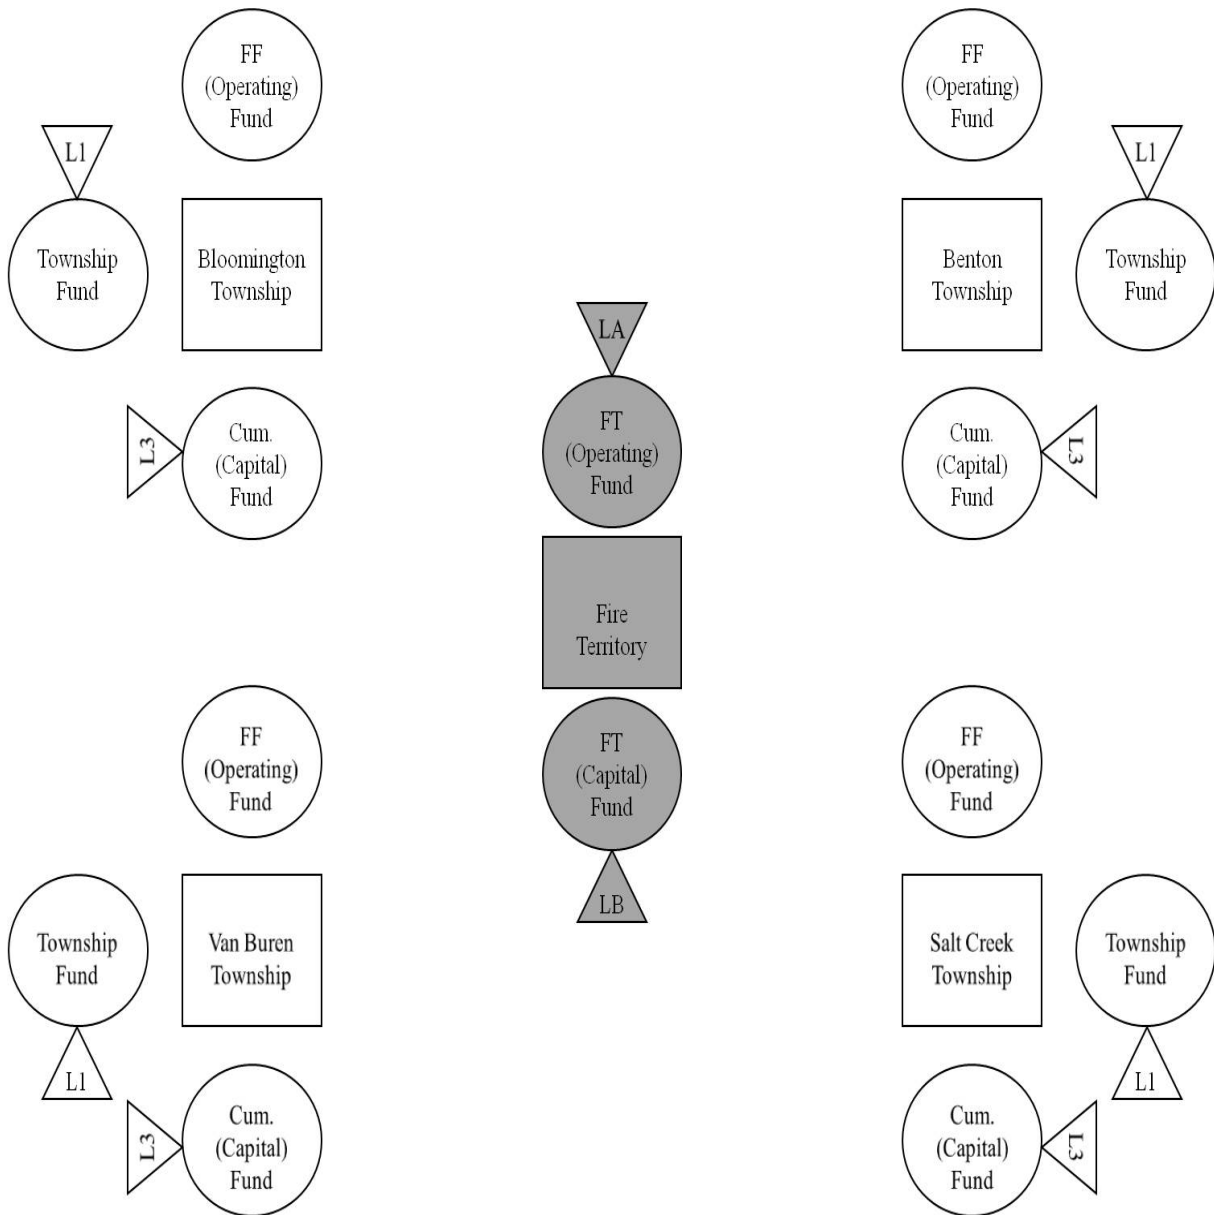 FF
(Operating)
Fund
L1
Township
Fund
Bloomington
Township
L3
Cum.
(Capital)
Fund
FF
(Operating)
Fund
L1
Benton
Township
Township
Fund
Cum.
(Capital)
Fund
L3
LA
FT
(Operating)
Fund
Fire
Territory
FT
(Capital)
Fund
LB
FF
(Operating)
Fund
Township
Fund
Van Buren
Township
L1
L3
Cum.
(Capital)
Fund
FF
(Operating)
Fund
Salt Creek
Township
Township
Fund
L1
Cum.
(Capital)
Fund
L3